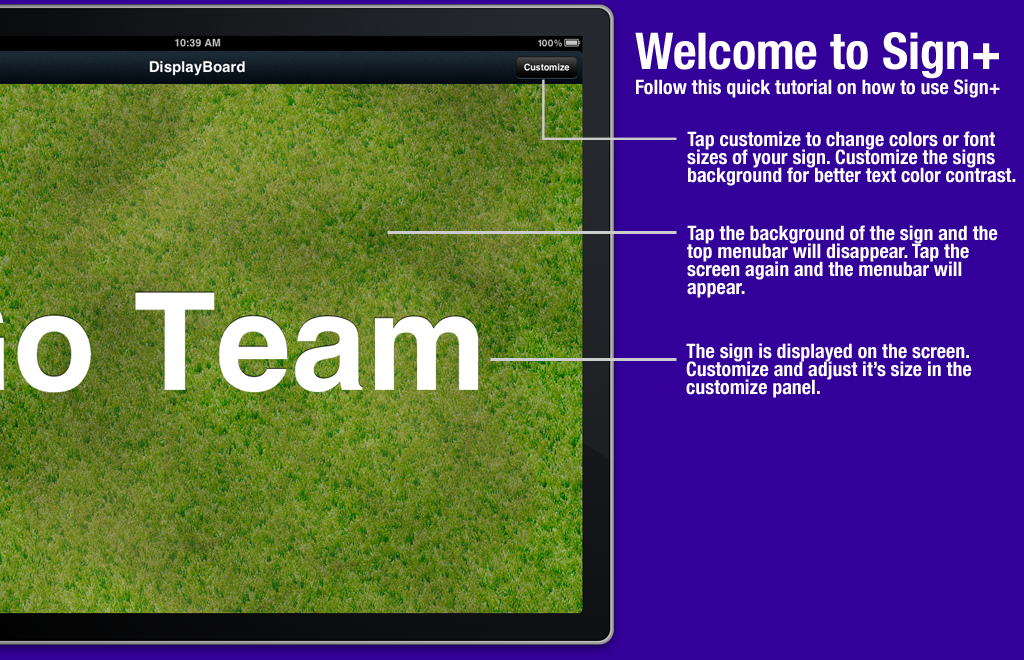 10:39 AM
100%
DisplayBoard
Customize
Go Team
Welcome to Sign+
Follow this quick tutorial on how to use Sign+
Tap customize to change colors or font
sizes of your sign. Customize the signs
background for better text color contrast.
Tap the background of the sign and the
top menubar will disappear. Tap the
screen again and the menubar will
appear.
The sign is displayed on the screen.
Customize and adjust it’s size in the
customize panel.